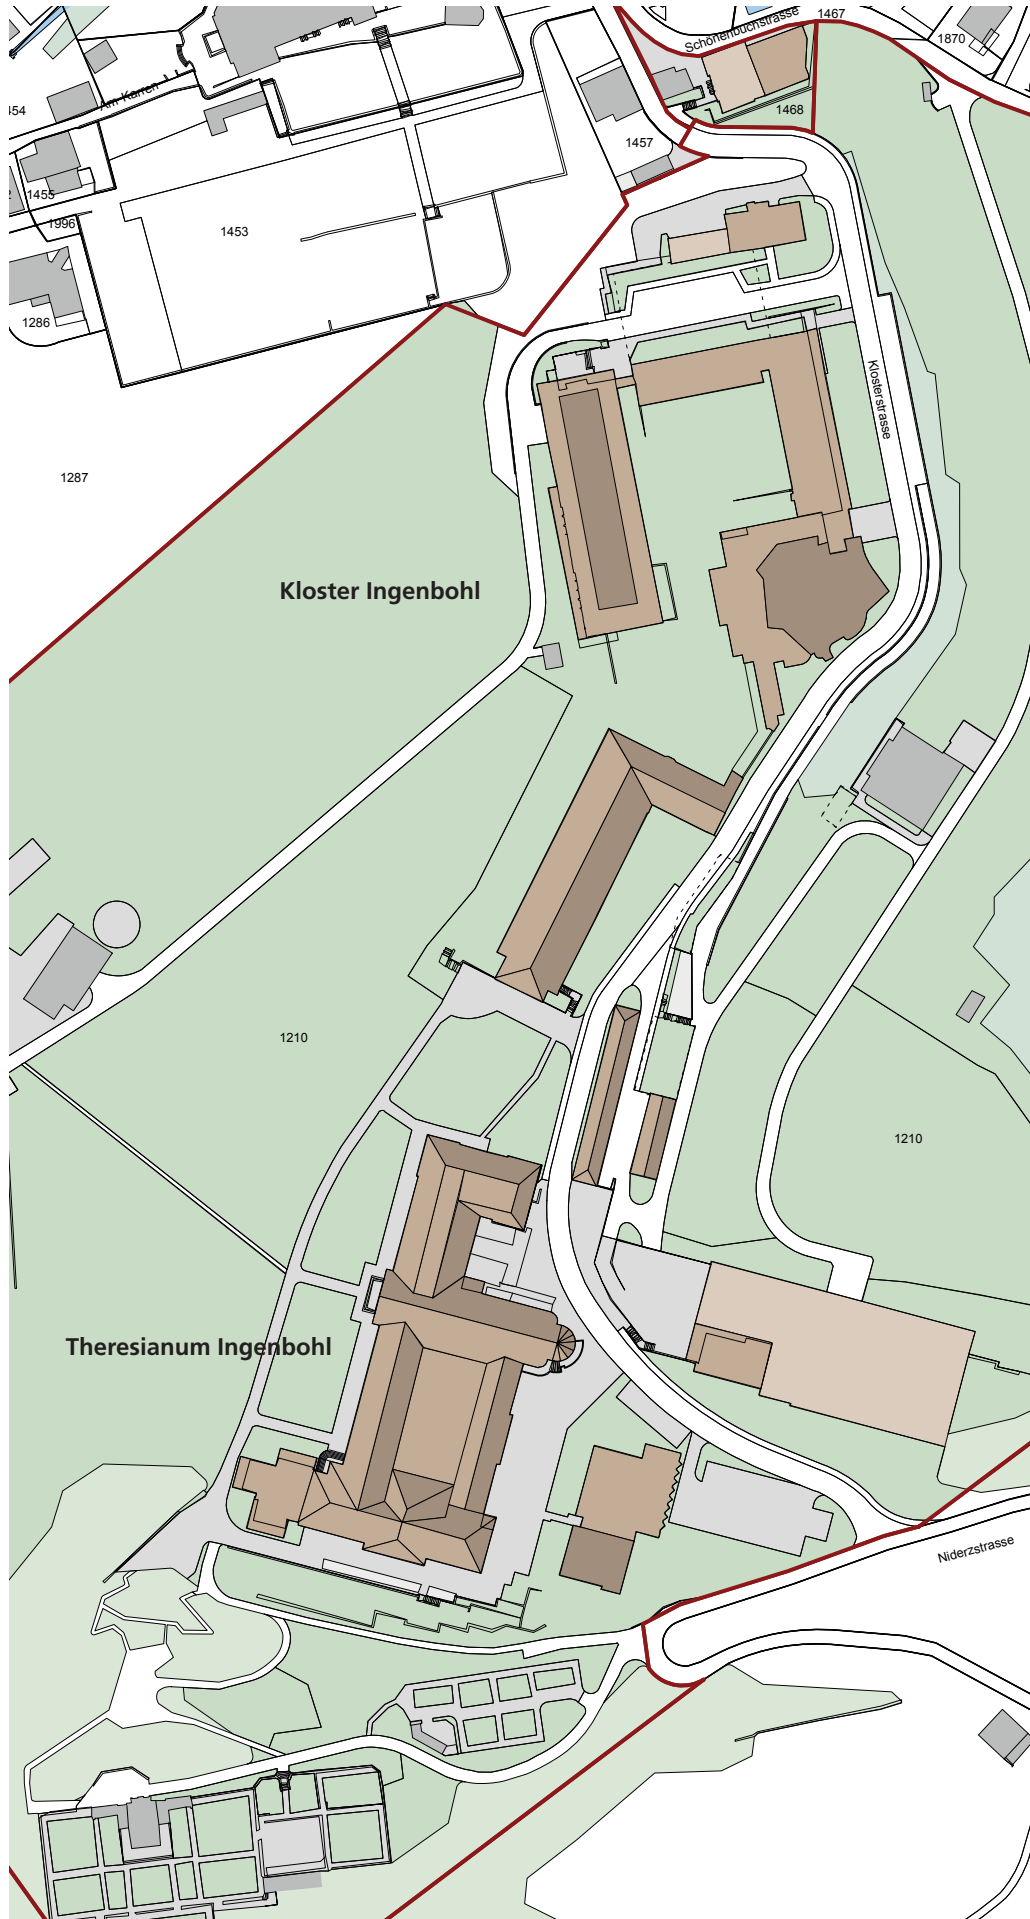 1467
Schönenbuchstrasse
1870
Am Karren
454
1468
1457
1455
1996
1453
1286
Klosterstrasse
1287
Kloster Ingenbohl
1210
1210
Theresianum Ingenbohl
Niderzstrasse